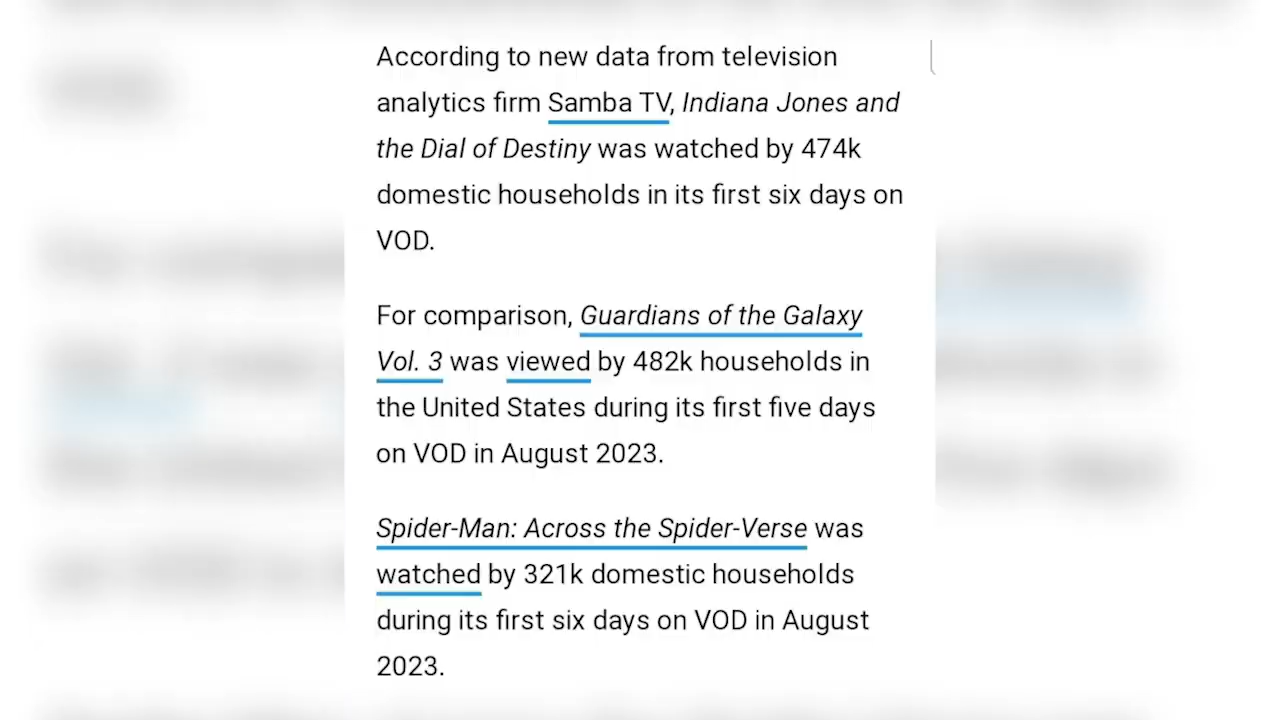 According to new data from television
analytics firm Samba TV, Indiana Jones and
the Dial of Destiny was watched by 474k
domestic households in its first six days on
VOD.
For comparison, Guardians of the Galaxy
Vol. 3 was viewed by 482k households in
the United States during its first five days
on VOD in August 2023.
Spider-Man: Across the Spider-Verse was
watched by 321k domestic households
during its first six days on VOD in August
2023.